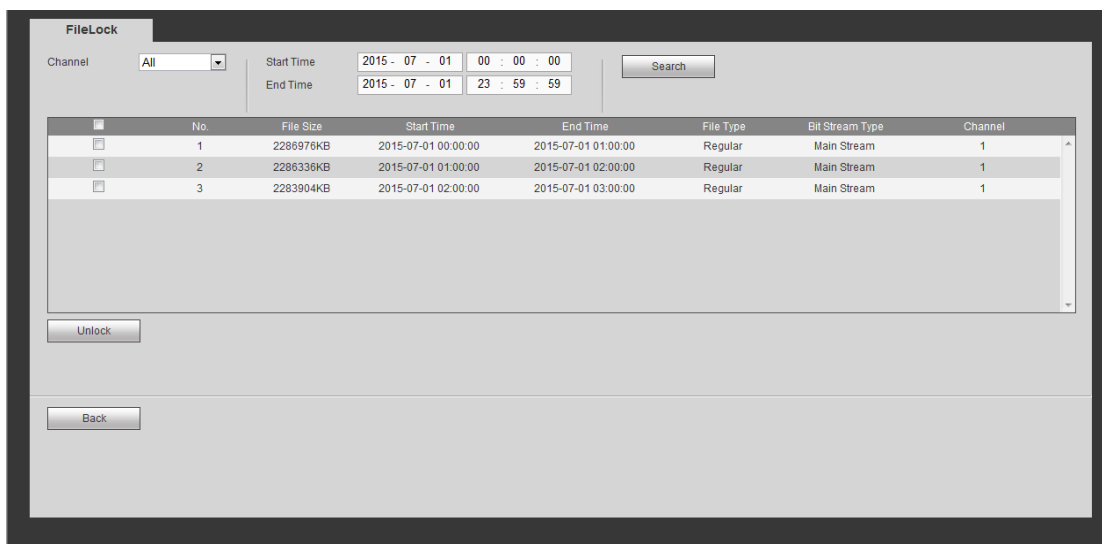 FileLock
Channel All Start Time 2015 - 07 - 01 00 : 00 : 00 Search
End Time 2015 - 07 - 01 23 : 59 : 59
No. File Size Start Time End Time File Type Bit Stream Type Channel
1 2286976KB 2015-07-01 00:00:00 2015-07-01 01:00:00 Regular Main Stream 1
2 2286336KB 2015-07-01 01:00:00 2015-07-01 02:00:00 Regular Main Stream 1
3 2283904KB 2015-07-01 02:00:00 2015-07-01 03:00:00 Regular Main Stream 1
Unlock
Back